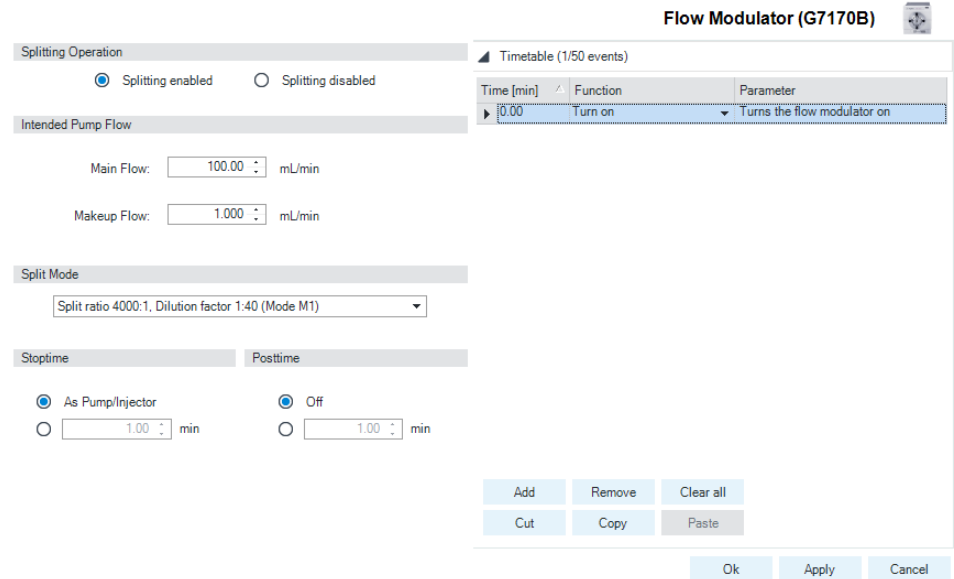 Flow Modulator (G7170B)
Splitting Operation
Splitting enabled
Splitting disabled
Intended Pump Flow
Main Flow: 100.00 mL/min
Makeup Flow: 1.000 mL/min
Split Mode
Split ratio 4000:1, Dilution factor 1:40 (Mode M1)
Stoptime
As Pump/Injector
1.00 min
Posttime
Off
1.00 min
Timetable (1/50 events)
Time [min] Function Parameter
0.00 Turn on Turns the flow modulator on
Add Remove Clear all
Cut Copy Paste
Ok Apply Cancel